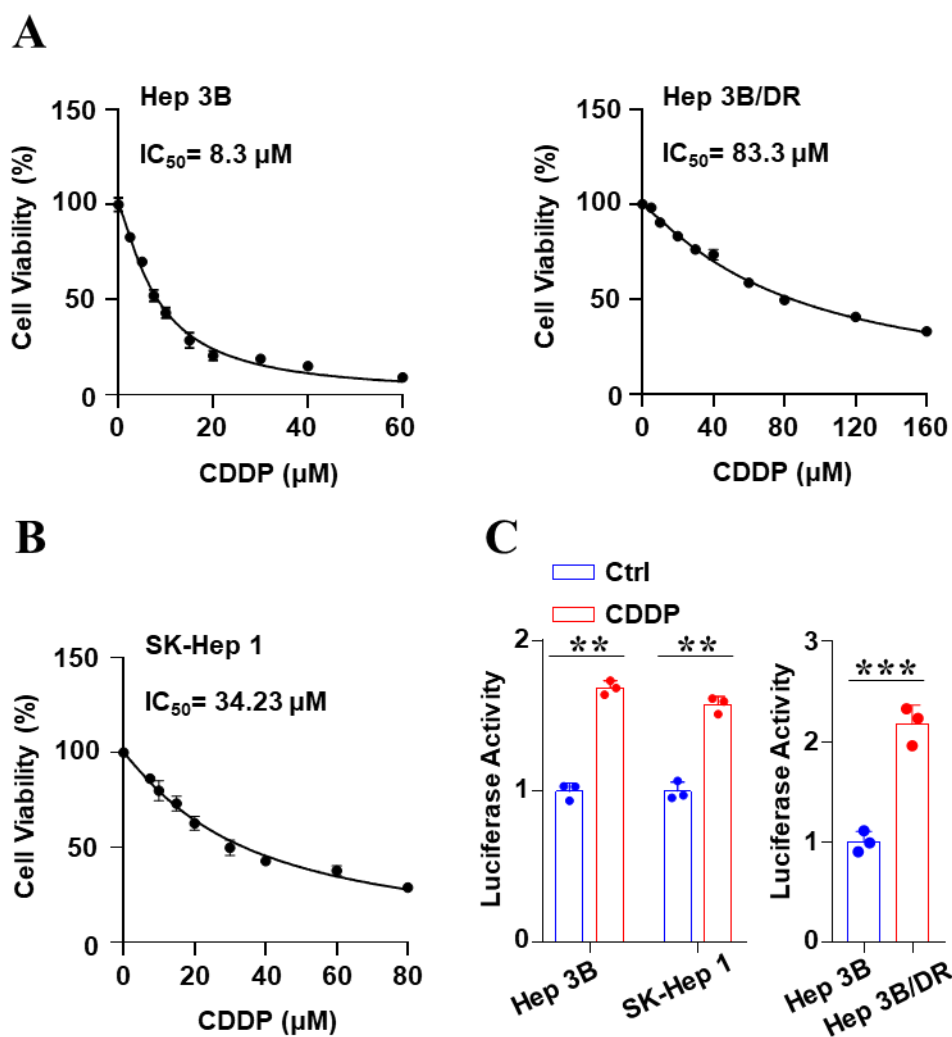 A
Hep 3B
IC50= 8.3 µM
Cell Viability (%)
150
100
50
0
0 20 40 60
CDDP (µM)
Hep 3B/DR
IC50= 83.3 µM
Cell Viability (%)
150
100
50
0
0 40 80 120 160
CDDP (µM)
B
SK-Hep 1
IC50= 34.23 µM
Cell Viability (%)
150
100
50
0
0 20 40 60 80
CDDP (µM)
C
Ctrl
CDDP
Luciferase Activity
2
1
0
** **
Hep 3B SK-Hep 1
Luciferase Activity
3
2
1
0
***
Hep 3B Hep 3B/DR